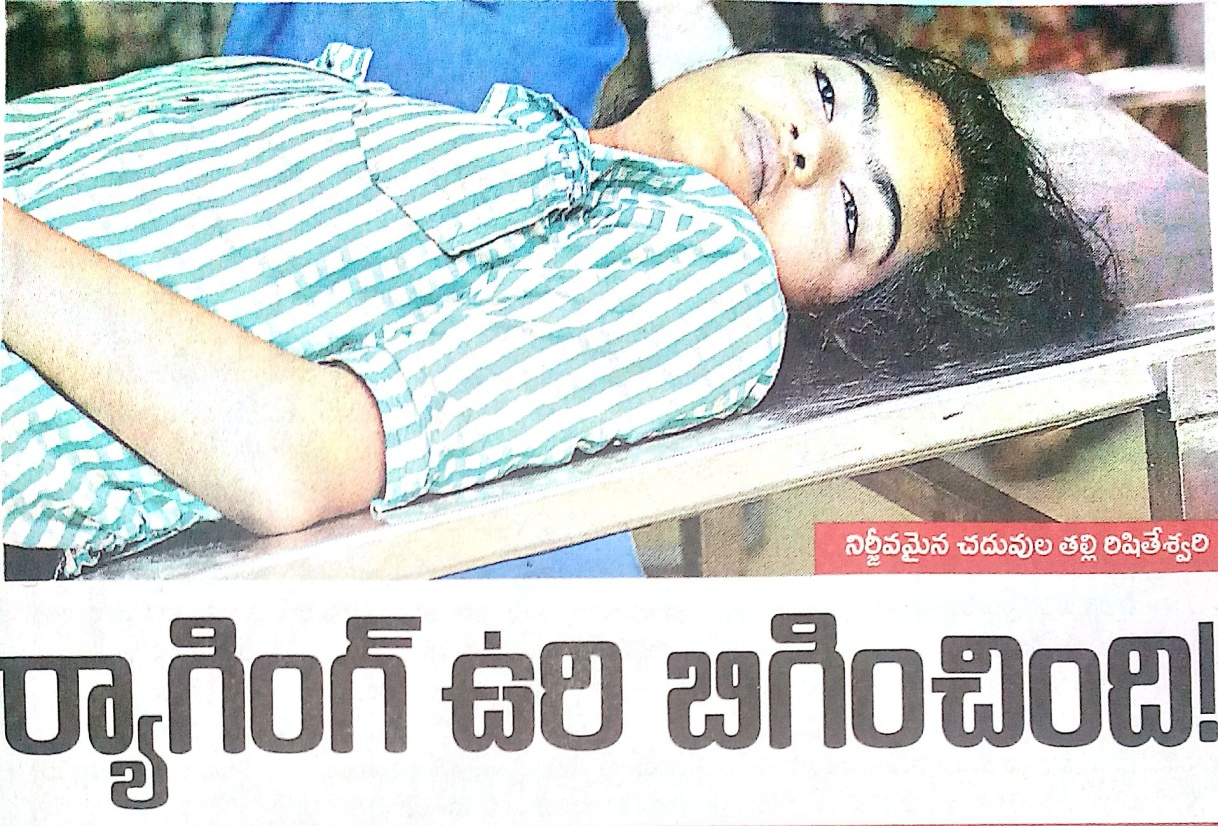 నిర్జీవమైన చదువుల తల్లి రిషితేశ్వరి
ర్యాగింగ్ ఉరి బిగించింది!